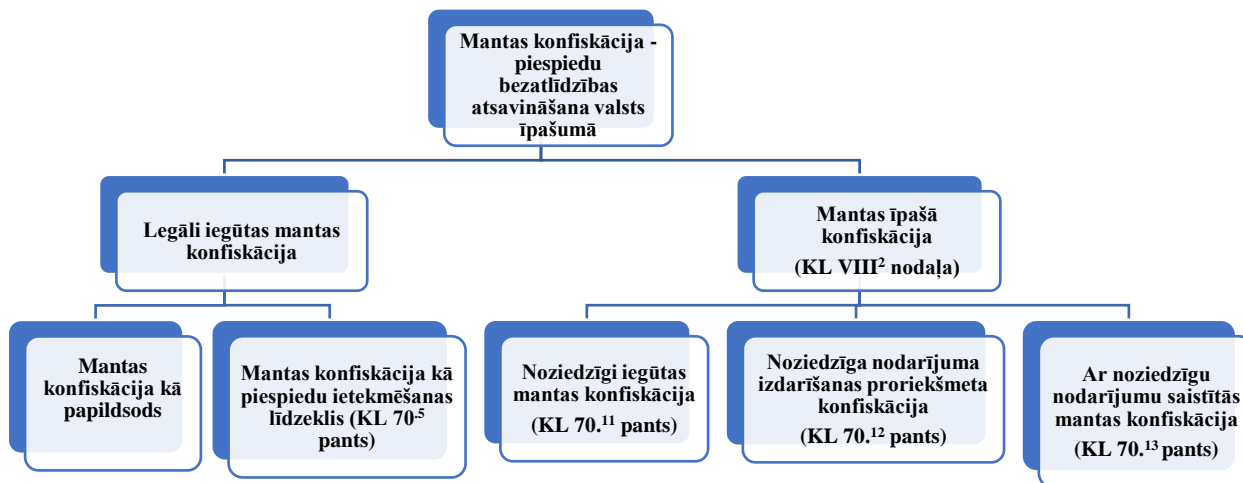 Mantas konfiskācija -
piespiedu
bezatlīdzības
atsavināšana valsts
īpašumā
Legāli iegūtas mantas
konfiskācija
Mantas īpašā
konfiskācija
(KL VIII² nodaļa)
Mantas
konfiskācija kā
papildsods
Mantas konfiskācija kā
piespiedu ietekmēšanas
līdzeklis (KL 70.⁵
pants)
Noziedzīgi iegūtas
mantas konfiskācija
(KL 70.¹¹ pants)
Noziedzīga nodarījuma
izdarīšanas proriekšmeta
konfiskācija
(KL 70.¹² pants)
Ar noziedzīgu
nodarījumu saistītās
mantas konfiskācija
(KL 70.¹³ pants)